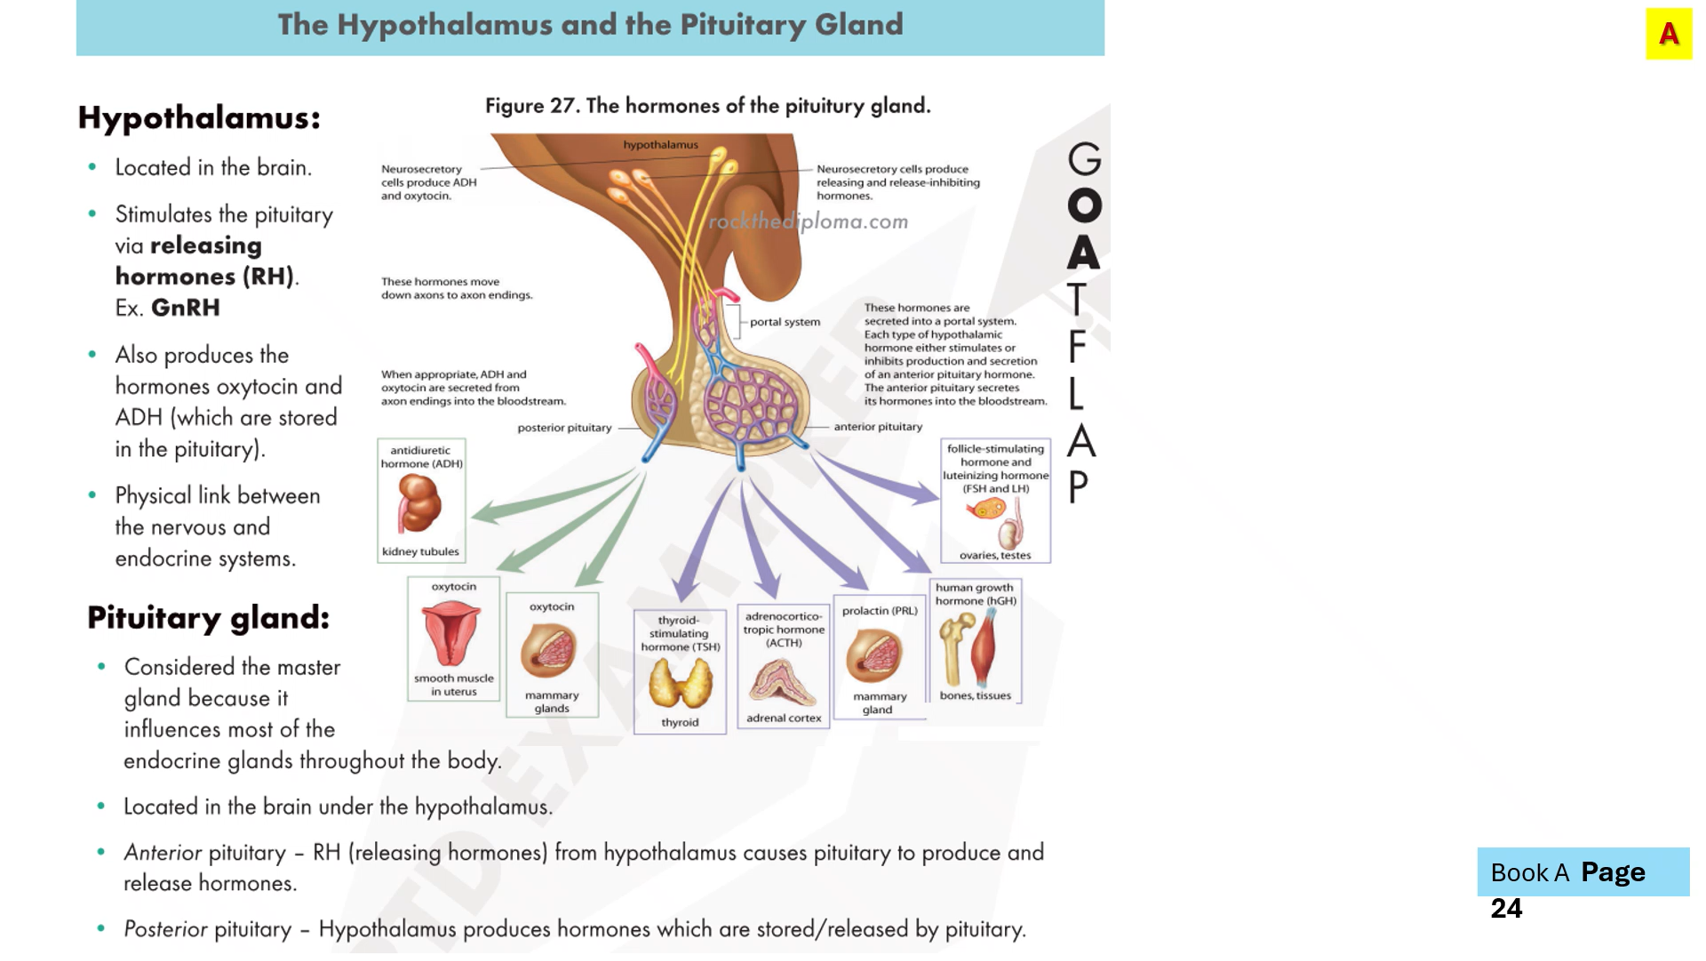 The Hypothalamus and the Pituitary Gland
A
Hypothalamus:
• Located in the brain.
• Stimulates the pituitary
via releasing
hormones (RH).
Ex. GnRH
• Also produces the
hormones oxytocin and
ADH (which are stored
in the pituitary).
• Physical link between
the nervous and
endocrine systems.
Pituitary gland:
• Considered the master
gland because it
influences most of the
endocrine glands throughout the body.
• Located in the brain under the hypothalamus.
• Anterior pituitary – RH (releasing hormones) from hypothalamus causes pituitary to produce and
release hormones.
• Posterior pituitary – Hypothalamus produces hormones which are stored/released by pituitary.
Figure 27. The hormones of the pituitury gland.
hypothalamus
Neurosecretory
cells produce ADH
and oxytocin.
Neurosecretory cells produce
releasing and release-inhibiting
hormones.
rockthediploma.com
These hormones move
down axons to axon endings.
portal system
These hormones are
secreted into a portal system.
Each type of hypothalamic
hormone either stimulates or
inhibits production and secretion
of an anterior pituitary hormone.
The anterior pituitary secretes
its hormones into the bloodstream.
When appropriate, ADH and
oxytocin are secreted from
axon endings into the bloodstream.
posterior pituitary
anterior pituitary
antidiuretic
hormone (ADH)
kidney tubules
oxytocin
smooth muscle
in uterus
oxytocin
mammary
glands
thyroid-
stimulating
hormone (TSH)
thyroid
adrenocortico-
tropic hormone
(ACTH)
adrenal cortex
prolactin (PRL)
mammary
gland
human growth
hormone (hGH)
bones, tissues
follicle-stimulating
hormone and
luteinizing hormone
(FSH and LH)
ovaries, testes
G
O
A
T
F
L
A
P
EXAM PREP
Book A Page
24